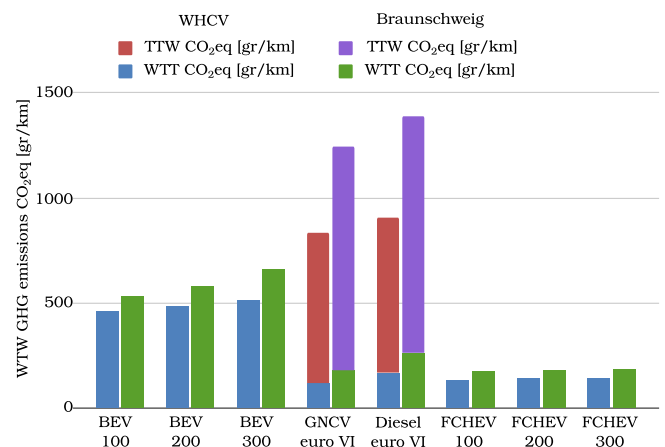 WHCV
Braunschweig
TTW CO₂eq [gr/km]
TTW CO₂eq [gr/km]
WTT CO₂eq [gr/km]
WTT CO₂eq [gr/km]
WTW GHG emissions CO₂eq [gr/km]
1500
1000
500
0
BEV
100
BEV
200
BEV
300
GNCV
euro VI
Diesel
euro VI
FCHEV
100
FCHEV
200
FCHEV
300